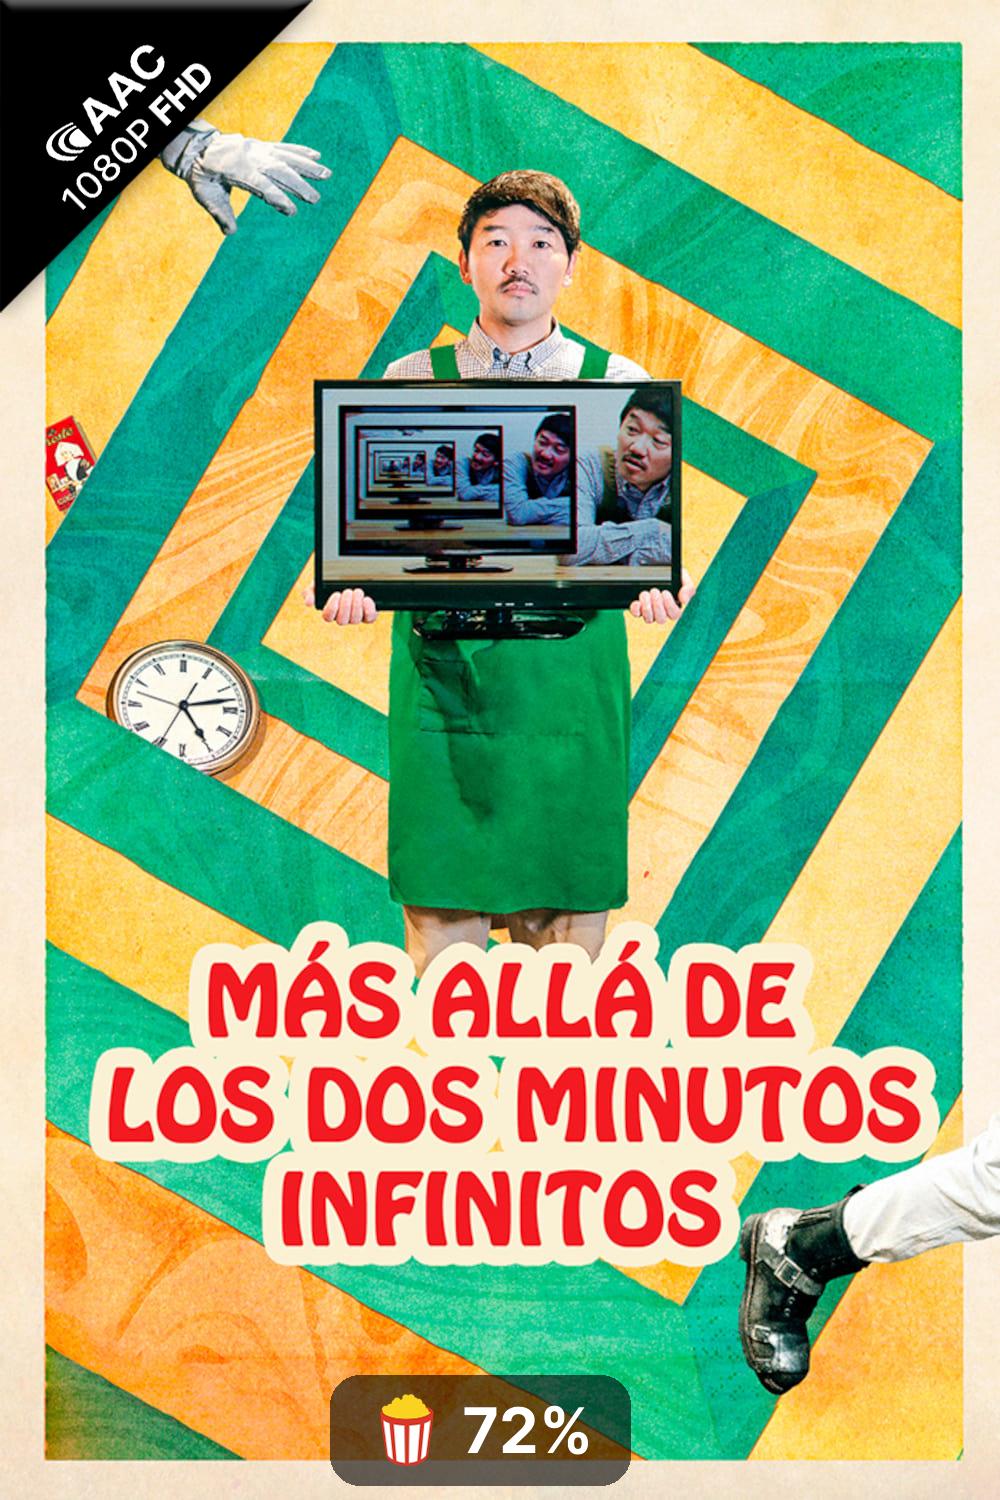 AAC
1080P FHD
MÁS ALLÁ DE
LOS DOS MINUTOS
INFINITOS
72%